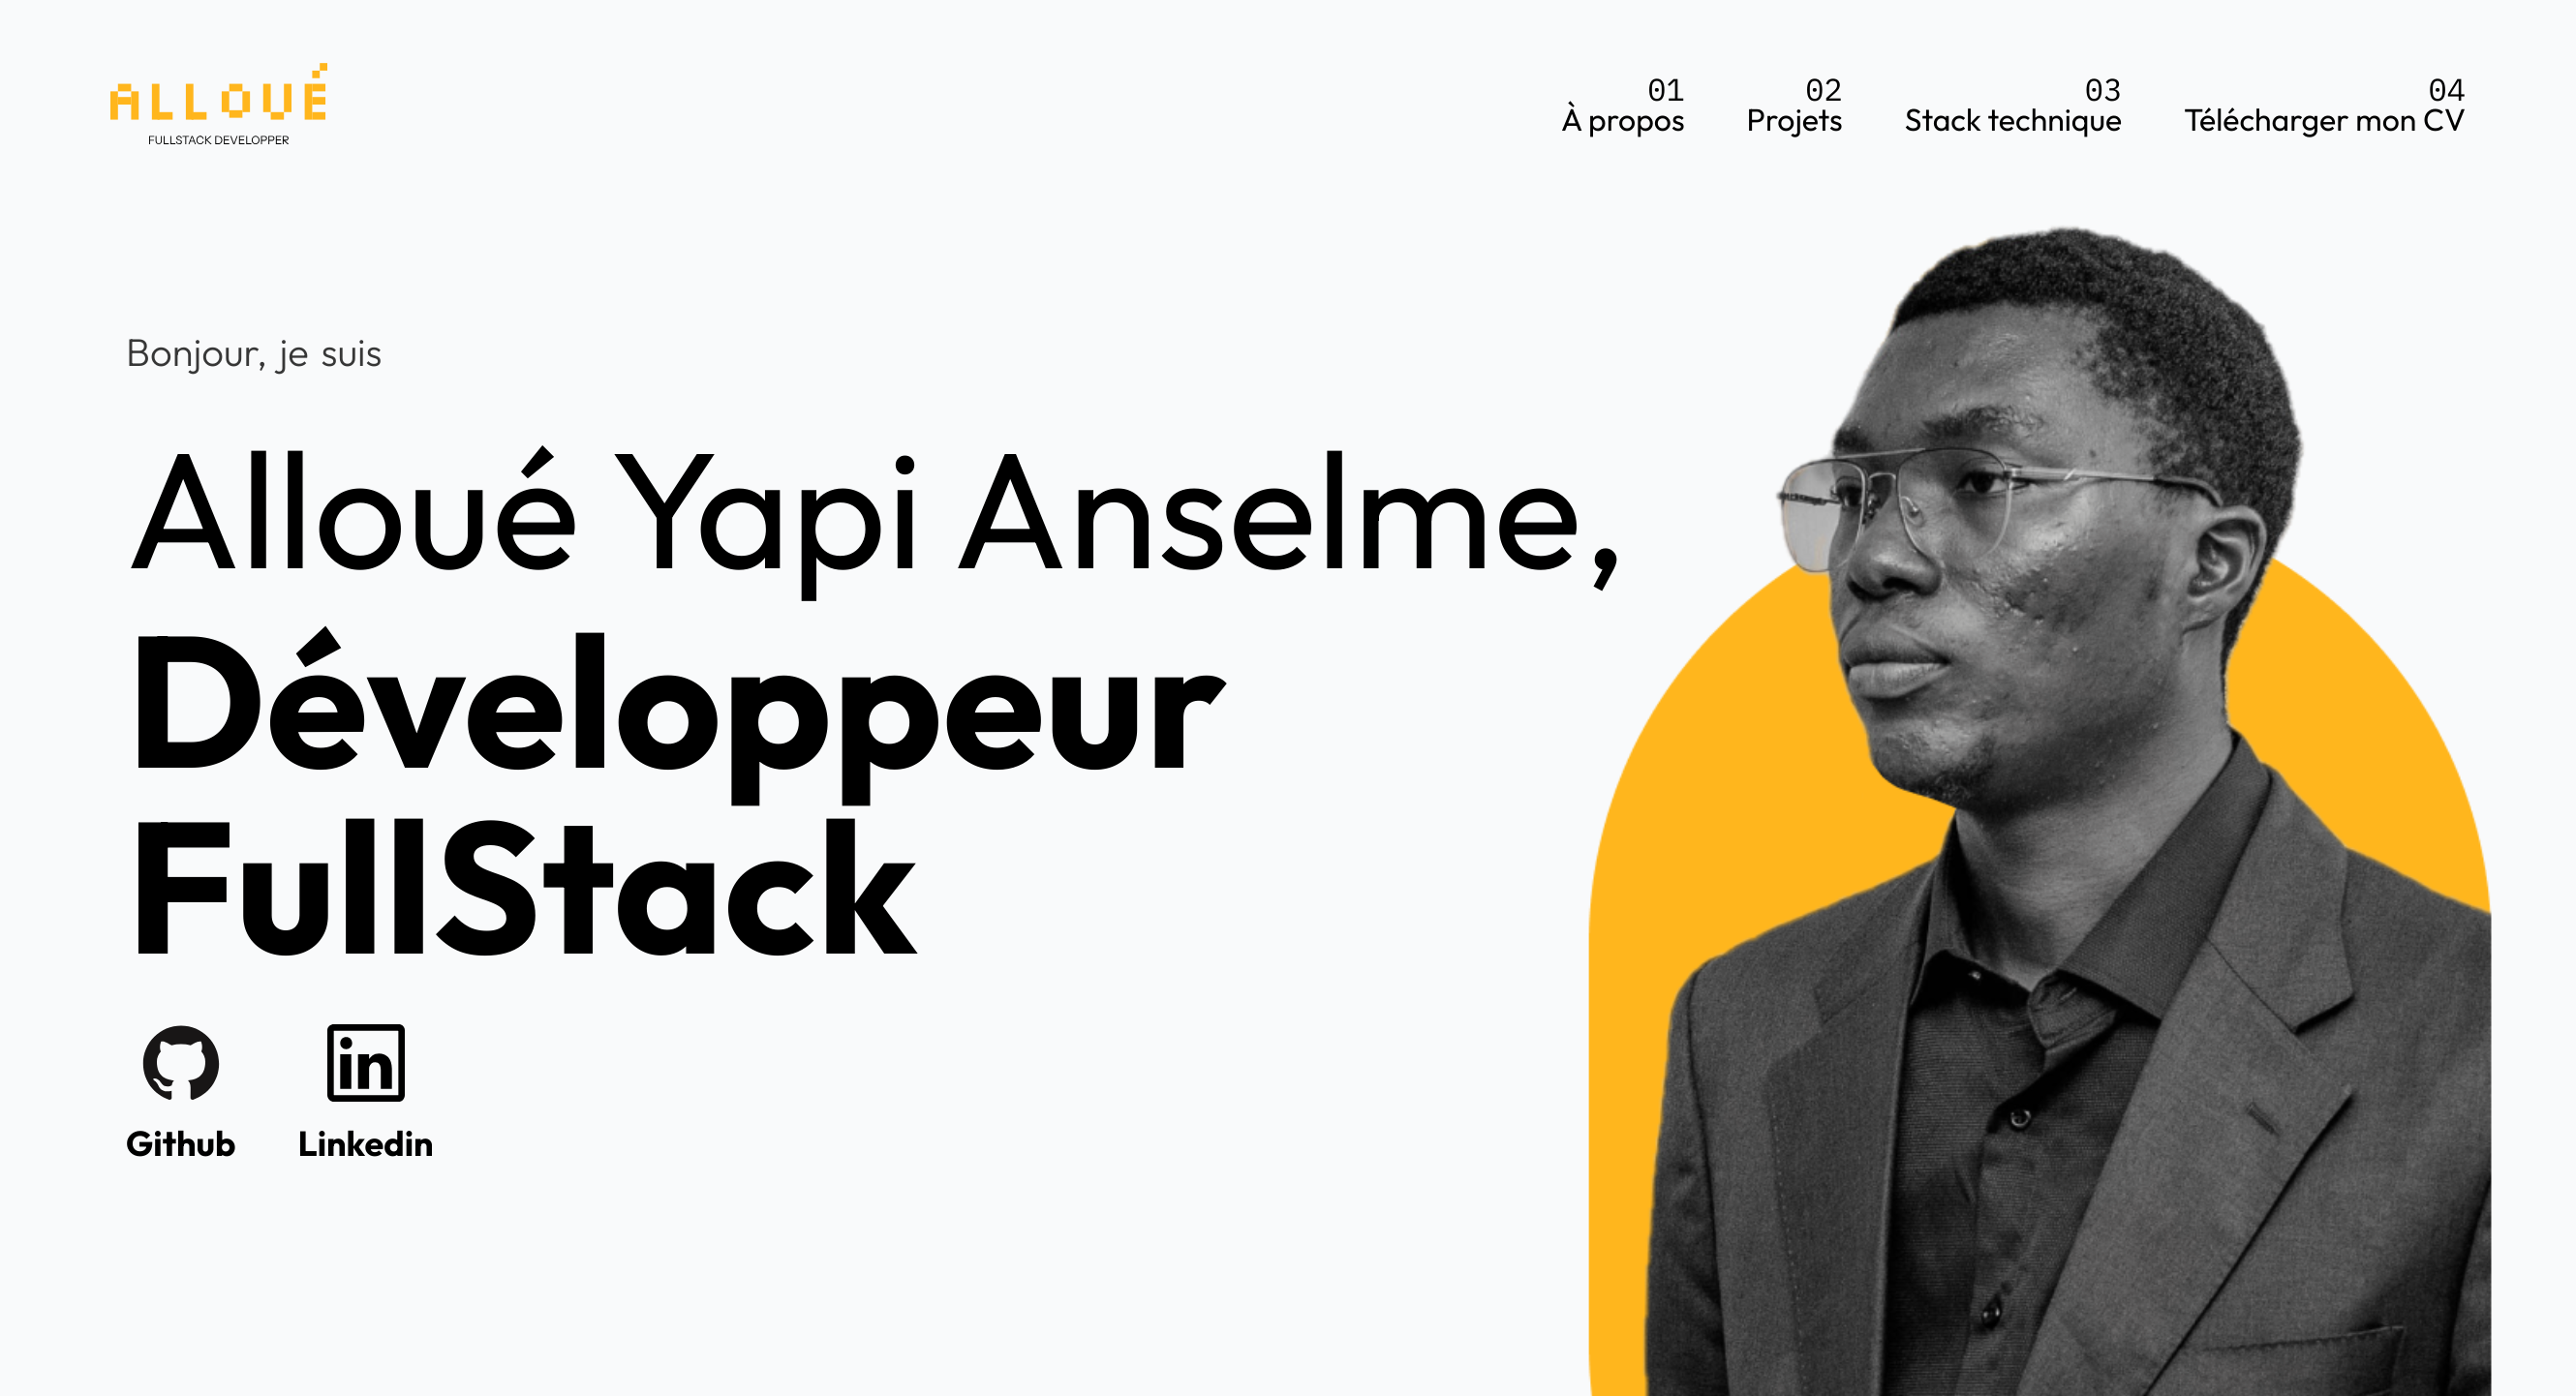 ALLOUÉ
FULLSTACK DEVELOPPER
01
À propos
02
Projets
03
Stack technique
04
Télécharger mon CV
Bonjour, je suis
Alloué Yapi Anselme,
Développeur
FullStack
in
Github
Linkedin